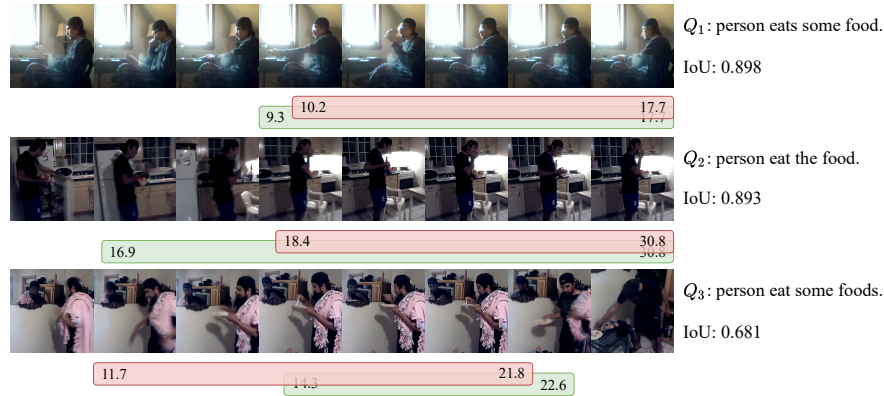 Q1: person eats some food.
IoU: 0.898
10.2 17.7
9.3 17.7
Q2: person eat the food.
IoU: 0.893
18.4 30.8
16.9 30.8
Q3: person eat some foods.
IoU: 0.681
11.7 21.8
14.3 22.6